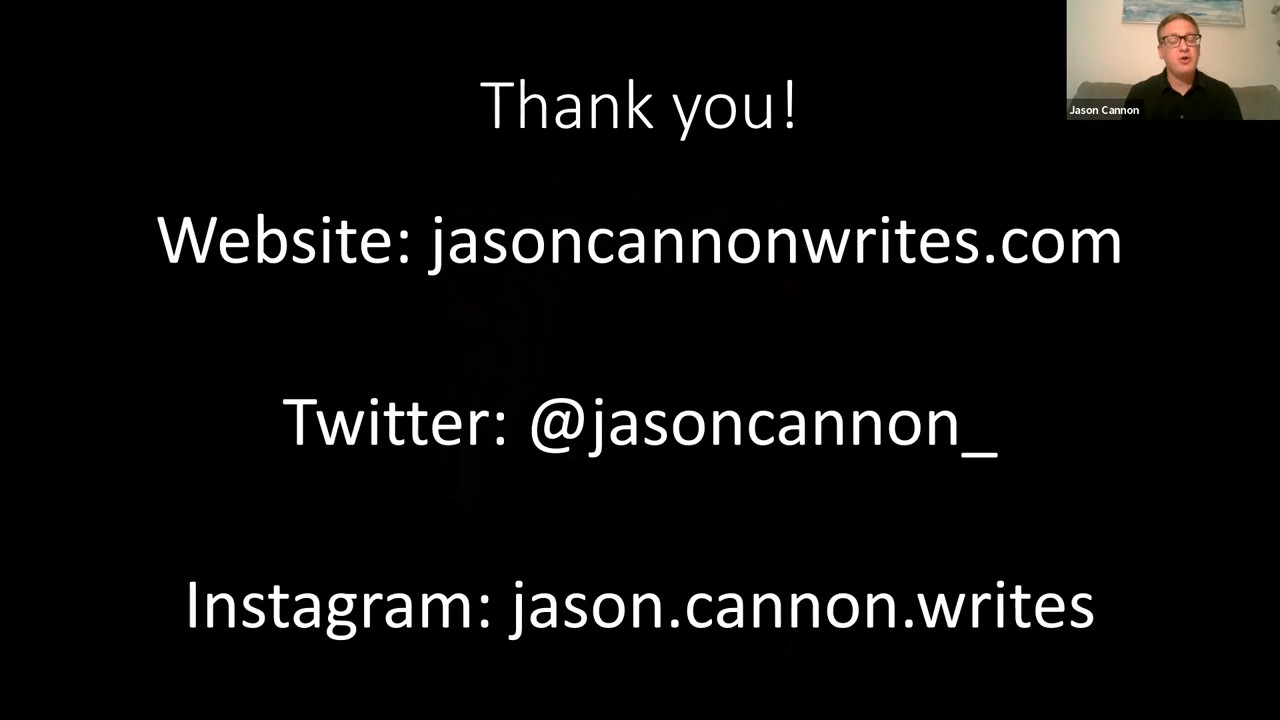 Thank you!
Jason Cannon
Website: jasoncannonwrites.com
Twitter: @jasoncannon_
Instagram: jason.cannon.writes